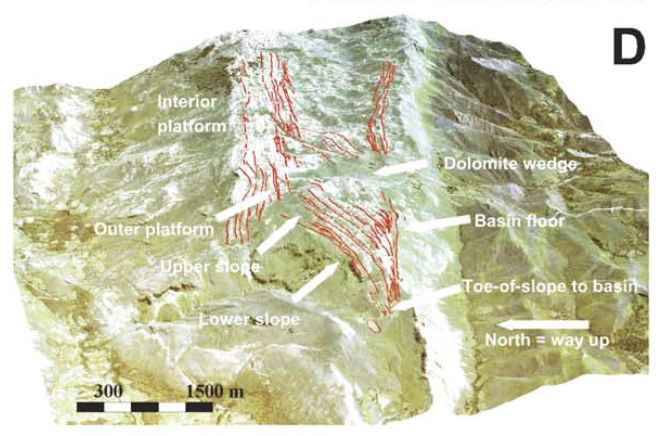 D
Interior
platform
Dolomite wedge
Outer platform
Basin floor
Upper slope
Toe-of-slope to basin
Lower slope
North = way up
300 1500 m